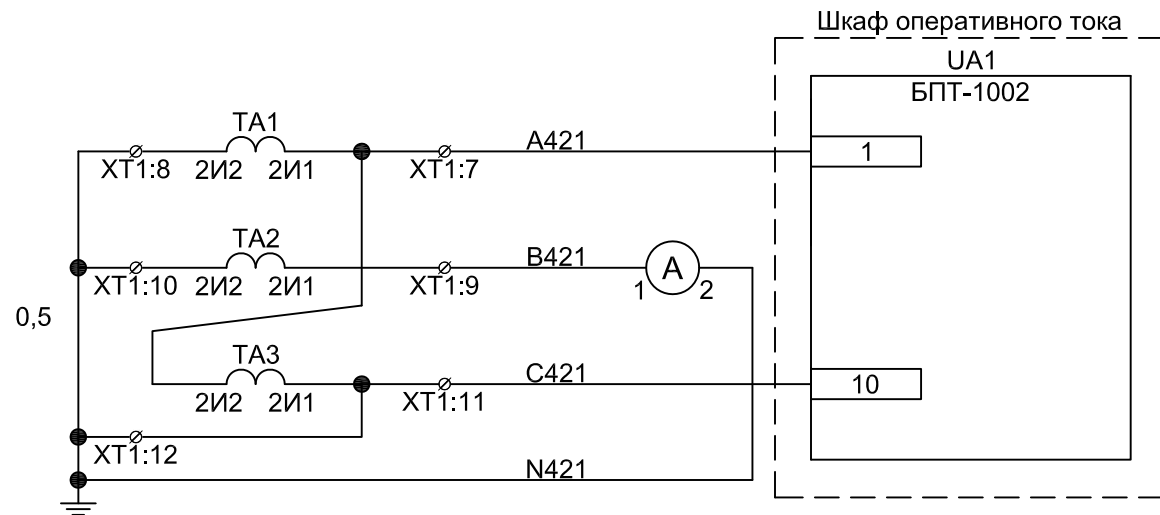 Шкаф оперативного тока
UA1
БПТ-1002
TA1
A421
1
XT1:8 2И2 2И1 XT1:7
TA2
B421
A
XT1:10 2И2 2И1 XT1:9
1 2
0,5
TA3
C421
10
2И2 2И1 XT1:11
XT1:12
N421